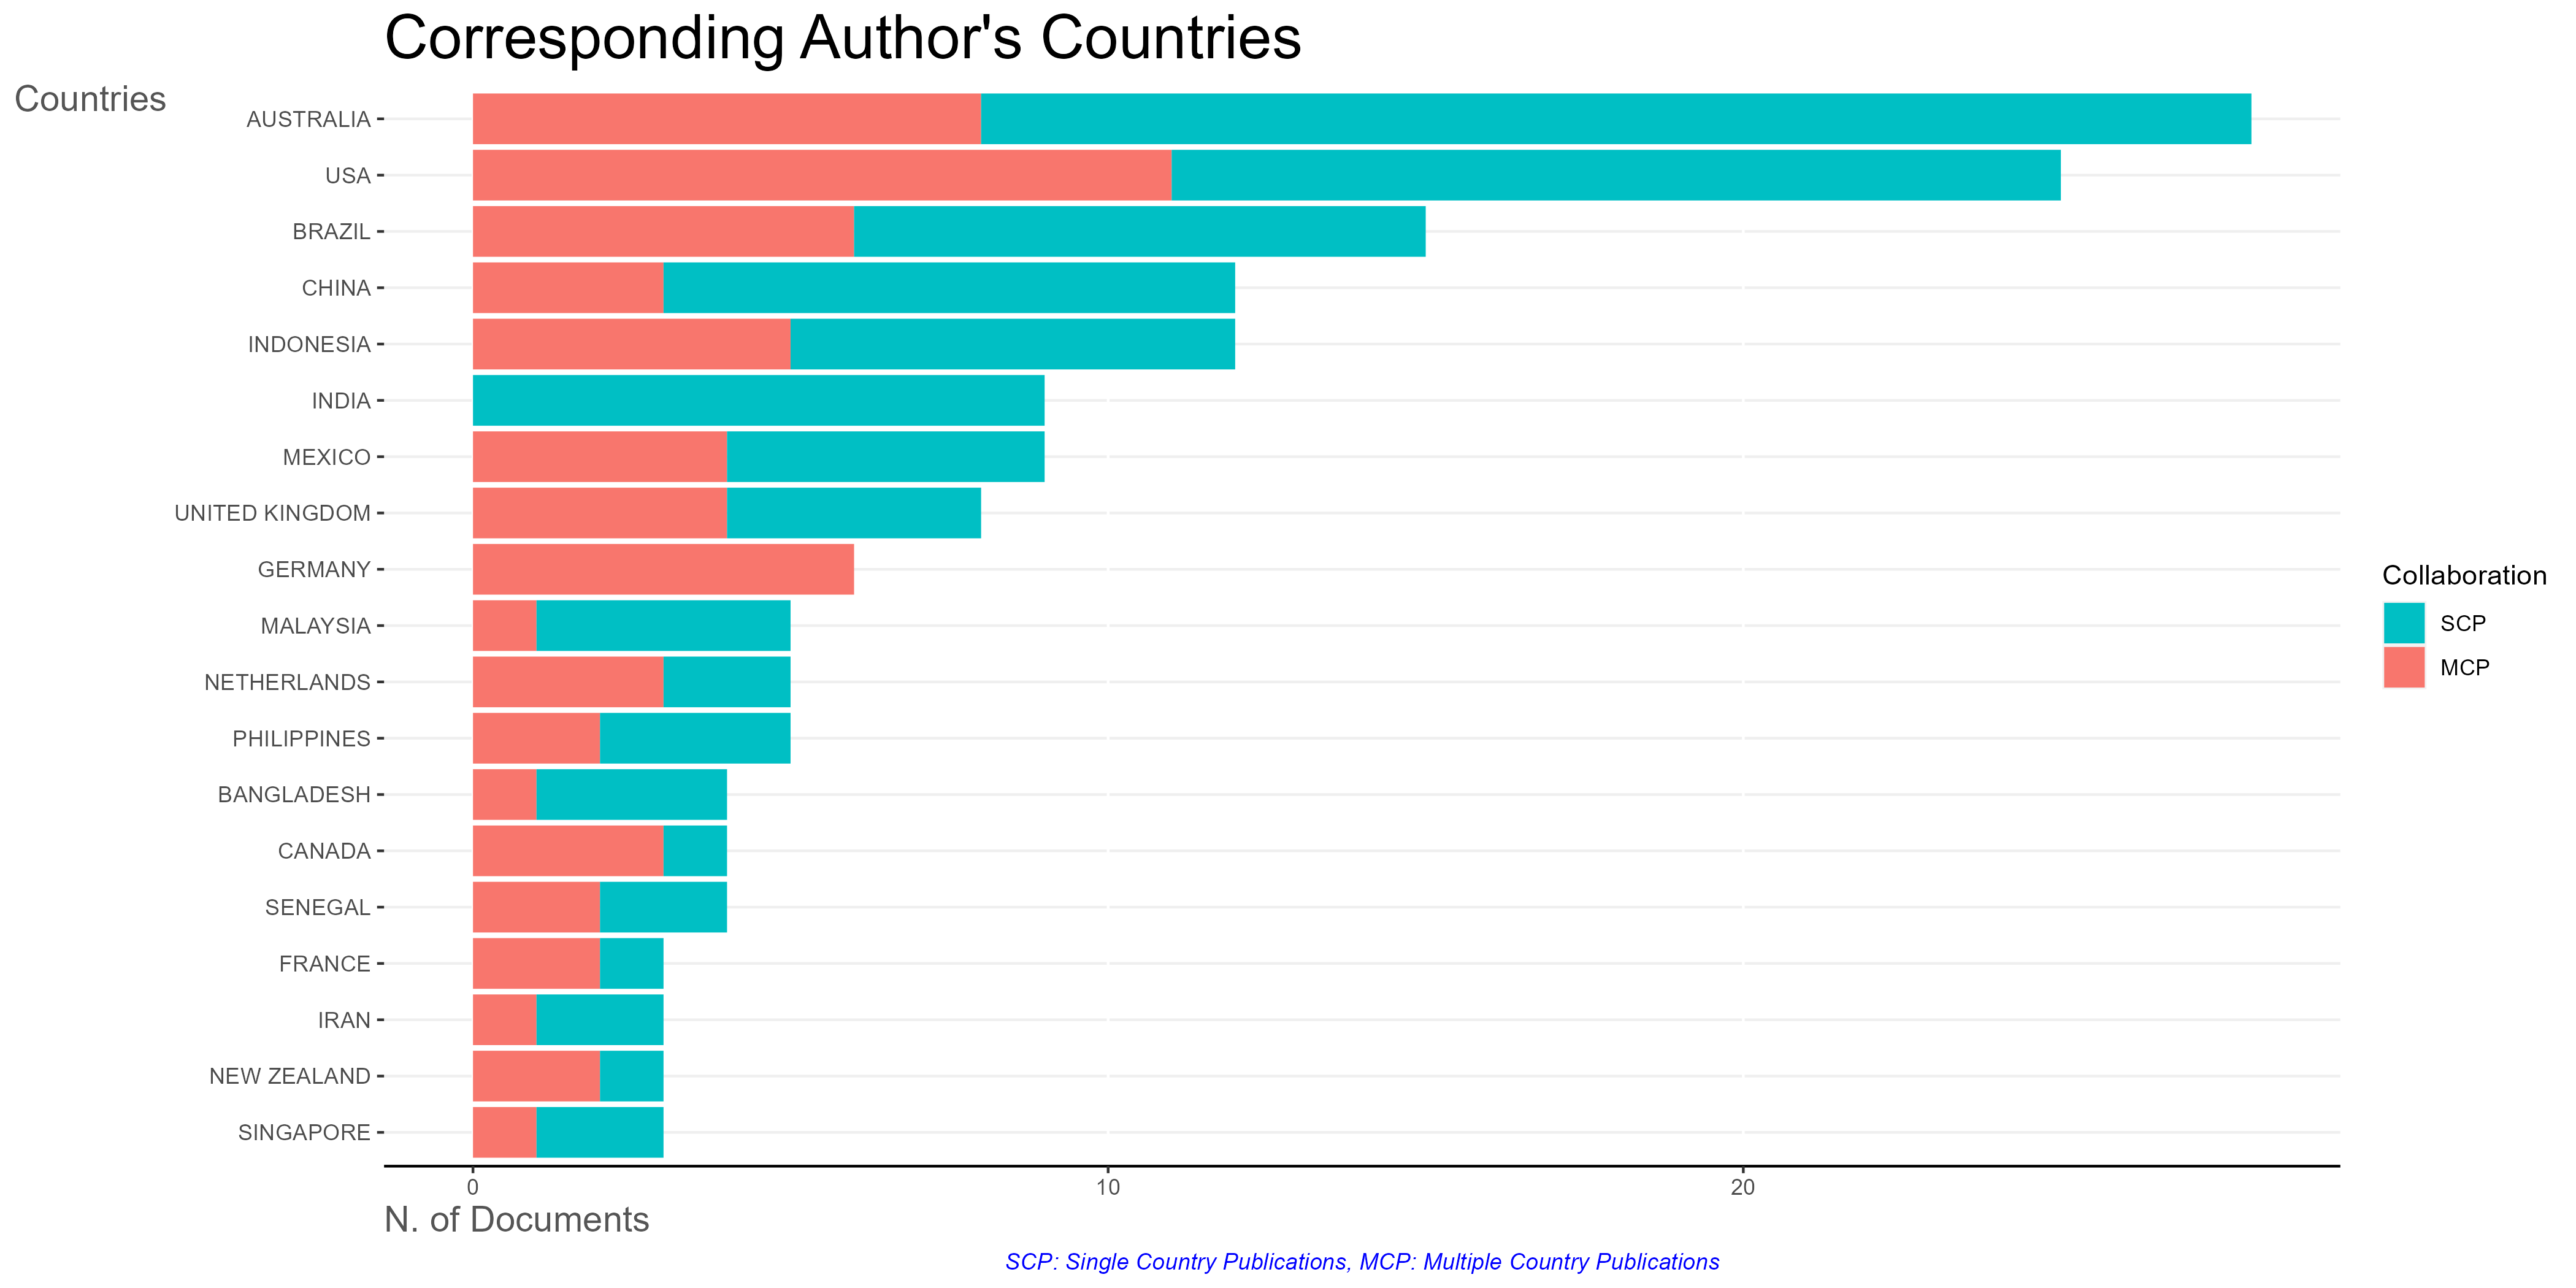 Corresponding Author's Countries
Countries
AUSTRALIA
USA
BRAZIL
CHINA
INDONESIA
INDIA
MEXICO
UNITED KINGDOM
GERMANY
MALAYSIA
NETHERLANDS
PHILIPPINES
BANGLADESH
CANADA
SENEGAL
FRANCE
IRAN
NEW ZEALAND
SINGAPORE
0 10 20
N. of Documents
Collaboration
SCP
MCP
SCP: Single Country Publications, MCP: Multiple Country Publications